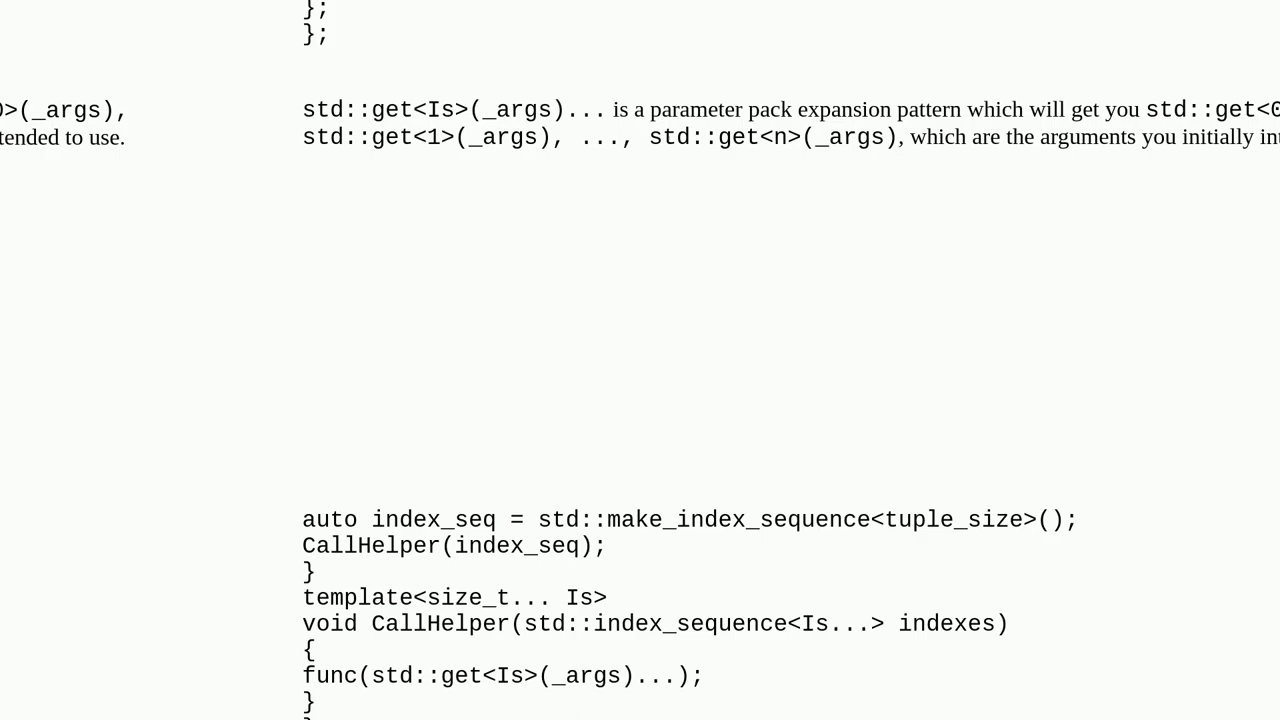 };
};
>(_args),
std::get<Is>(_args)... is a parameter pack expansion pattern which will get you std::get<0
tended to use.
std::get<1>(_args), ..., std::get<n>(_args), which are the arguments you initially in
auto index_seq = std::make_index_sequence<tuple_size>();
CallHelper(index_seq);
}
template<size_t... Is>
void CallHelper(std::index_sequence<Is...> indexes)
{
func(std::get<Is>(_args)...);
}